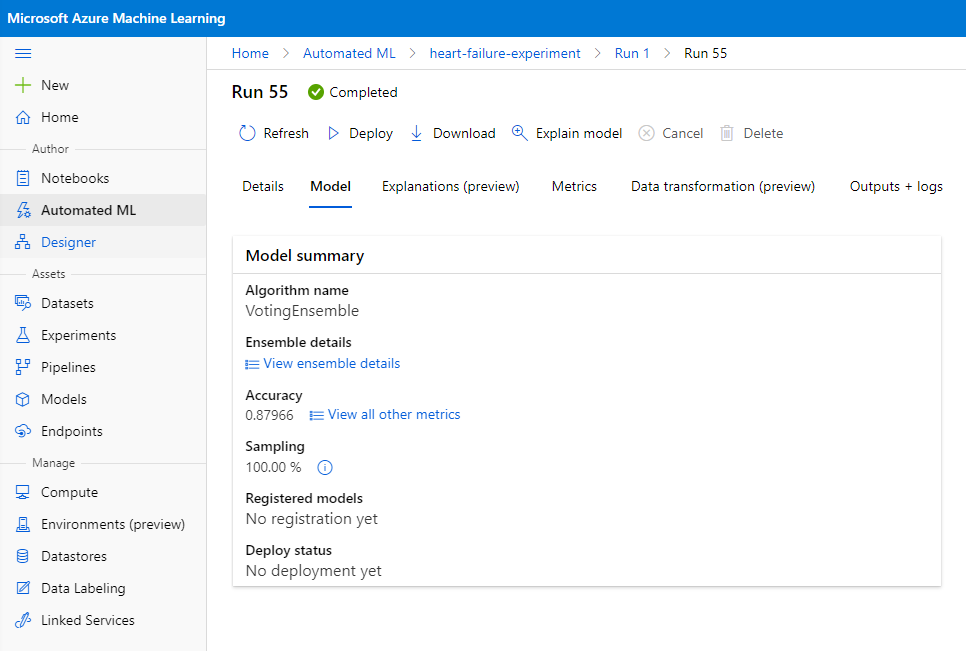 Microsoft Azure Machine Learning
New
Home
Author
Notebooks
Automated ML
Designer
Assets
Datasets
Experiments
Pipelines
Models
Endpoints
Manage
Compute
Environments (preview)
Datastores
Data Labeling
Linked Services
Home > Automated ML > heart-failure-experiment > Run 1 > Run 55
Run 55 Completed
Refresh Deploy Download Explain model Cancel Delete
Details Model Explanations (preview) Metrics Data transformation (preview) Outputs + logs
Model summary
Algorithm name
VotingEnsemble
Ensemble details
View ensemble details
Accuracy
0.87966 View all other metrics
Sampling
100.00 %
Registered models
No registration yet
Deploy status
No deployment yet